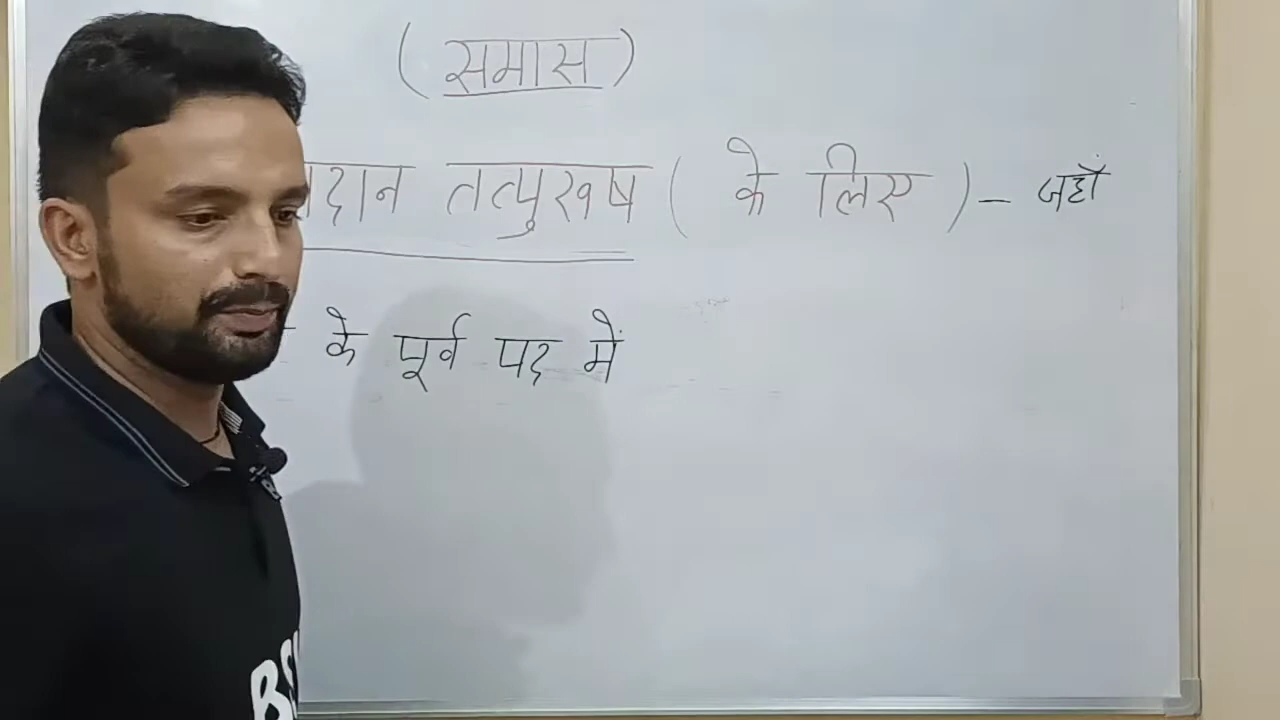 (समास)
तत्पुरुष (के लिए) – जहाँ
के पूर्व पद में